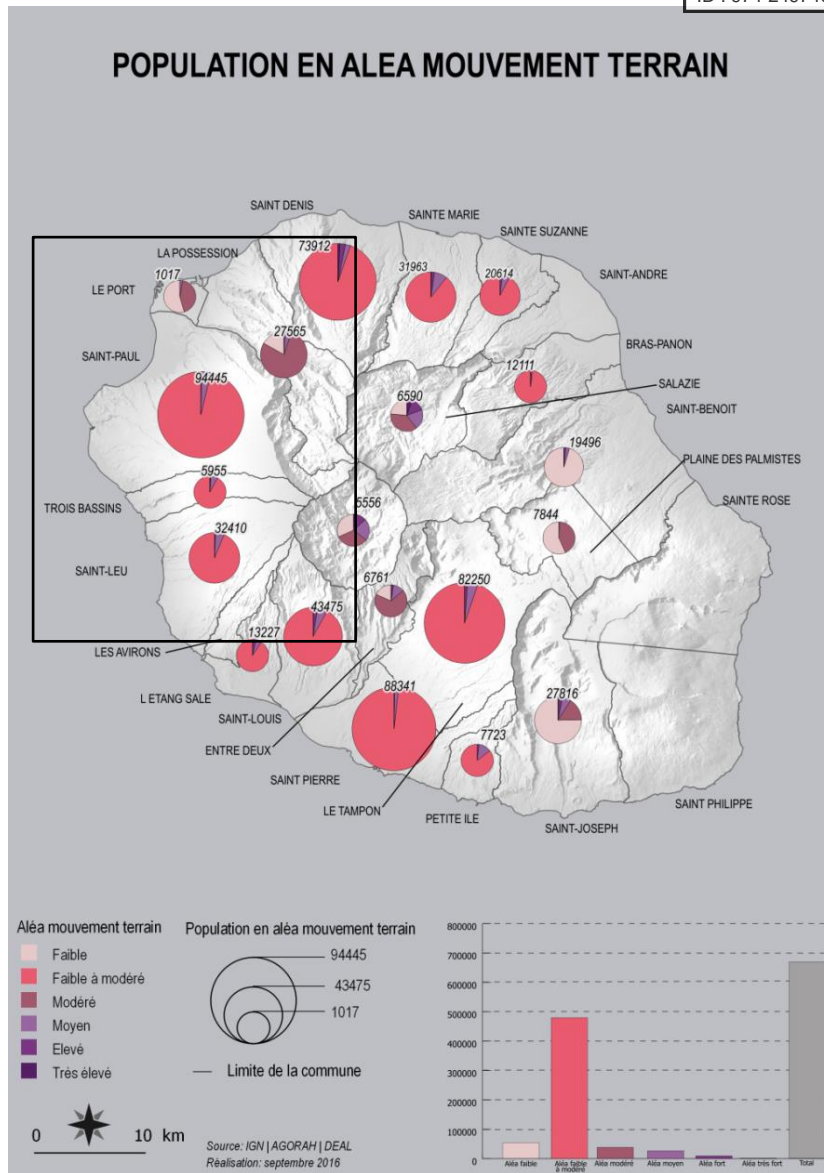 POPULATION EN ALEA MOUVEMENT TERRAIN
SAINT DENIS
SAINTE MARIE
SAINTE SUZANNE
LA POSSESSION
73912
31963
20614
SAINT-ANDRE
1017
LE PORT
27565
BRAS-PANON
SAINT-PAUL
94445
12111
SALAZIE
6590
SAINT-BENOIT
19496
PLAINE DES PALMISTES
5955
TROIS BASSINS
5556
7844
SAINTE ROSE
32410
SAINT-LEU
6761
82250
43475
LES AVIRONS
13227
L ETANG SALE
88341
27816
SAINT-LOUIS
ENTRE DEUX
7723
SAINT PIERRE
LE TAMPON
PETITE ILE
SAINT-JOSEPH
SAINT PHILIPPE
Aléa mouvement terrain
Faible
Faible à modéré
Modéré
Moyen
Elevé
Trés élevé
Population en aléa mouvement terrain
94445
43475
1017
Limite de la commune
0 10 km
Source: IGN | AGORAH | DEAL
Réalisation: septembre 2016
800000
700000
600000
500000
400000
300000
200000
100000
0
Aléa faible
Aléa faible
à modéré
Aléa modéré
Aléa moyen
Aléa fort
Aléa très fort
Total